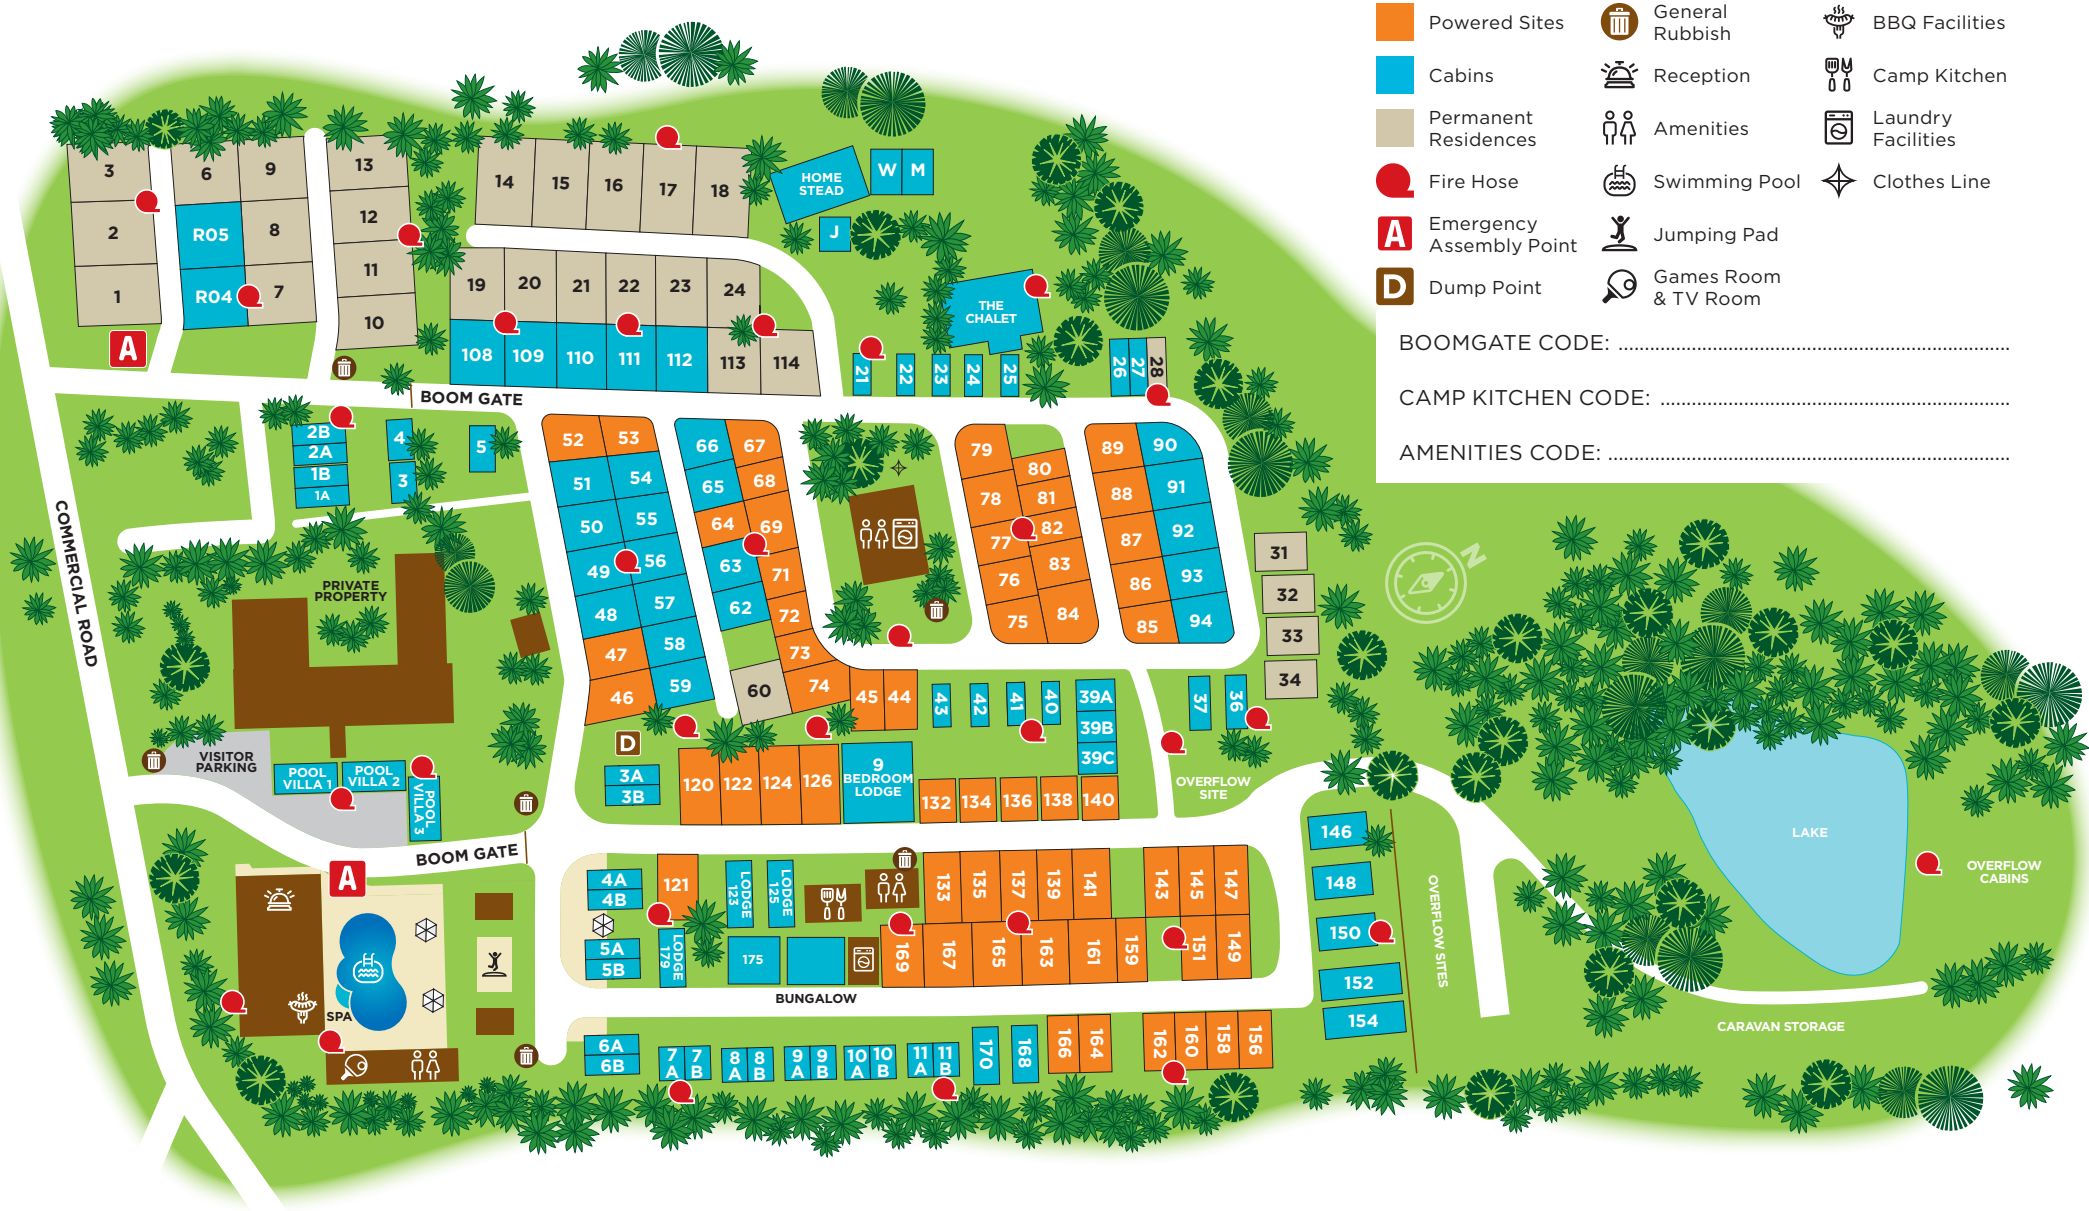 Powered Sites
Cabins
Permanent
Residences
Fire Hose
A
Emergency
Assembly Point
D
Dump Point
General
Rubbish
Reception
Amenities
Swimming Pool
Jumping Pad
Games Room
& TV Room
BBQ Facilities
Camp Kitchen
Laundry
Facilities
Clothes Line
BOOMGATE CODE:
CAMP KITCHEN CODE:
AMENITIES CODE:
3
2
1
6
9
R05
8
R04
7
13
12
11
10
A
14
15
16
17
18
HOME
STEAD
W
M
J
19
20
21
22
23
24
108
109
110
111
112
113
114
THE
CHALET
21
22
23
24
25
26
27
28
BOOM GATE
2B
2A
1B
1A
4
3
5
COMMERCIAL ROAD
PRIVATE
PROPERTY
VISITOR
PARKING
POOL
VILLA 1
POOL
VILLA 2
POOL
VILLA 3
BOOM GATE
A
SPA
52
53
51
54
50
55
49
56
48
57
47
58
46
59
66
67
65
68
64
69
63
71
62
72
73
60
74
45
44
43
42
41
40
39A
39B
39C
79
80
78
81
77
82
76
83
75
84
89
90
88
91
87
92
86
93
85
94
31
32
33
34
37
36
N
D
3A
3B
120
122
124
126
9
BEDROOM
LODGE
132
134
136
138
140
OVERFLOW
SITE
4A
4B
5A
5B
121
LODGE
179
LODGE
123
LODGE
125
175
133
135
137
139
141
143
145
147
169
167
165
163
161
159
151
149
BUNGALOW
6A
6B
7
A
7
B
8
A
8
B
9
A
9
B
10
A
10
B
11
A
11
B
170
168
166
164
162
160
158
156
146
148
150
152
154
OVERFLOW SITES
LAKE
OVERFLOW
CABINS
CARAVAN STORAGE